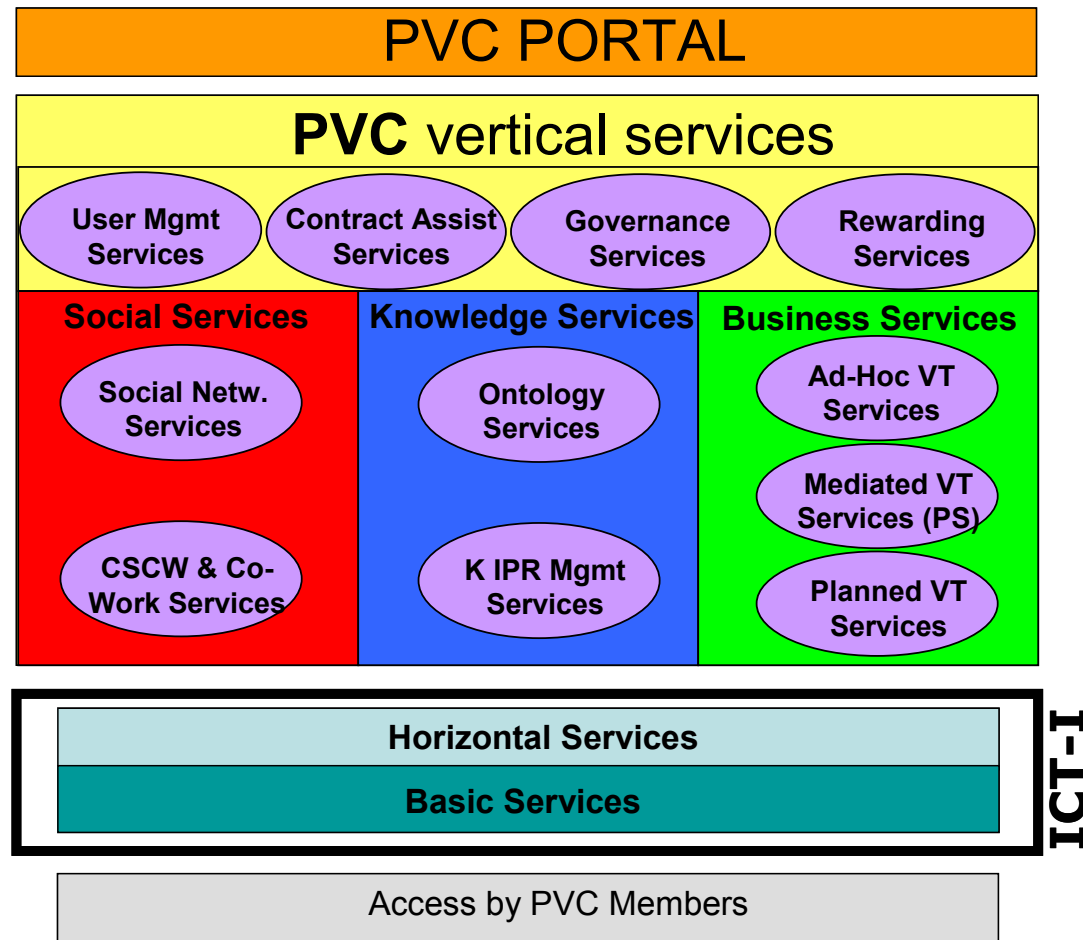 PVC PORTAL
PVC vertical services
User Mgmt
Services
Contract Assist
Services
Governance
Services
Rewarding
Services
Social Services
Social Netw.
Services
CSCW & Co-
Work Services
Knowledge Services
Ontology
Services
K IPR Mgmt
Services
Business Services
Ad-Hoc VT
Services
Mediated VT
Services (PS)
Planned VT
Services
Horizontal Services
Basic Services
ICT-I
Access by PVC Members